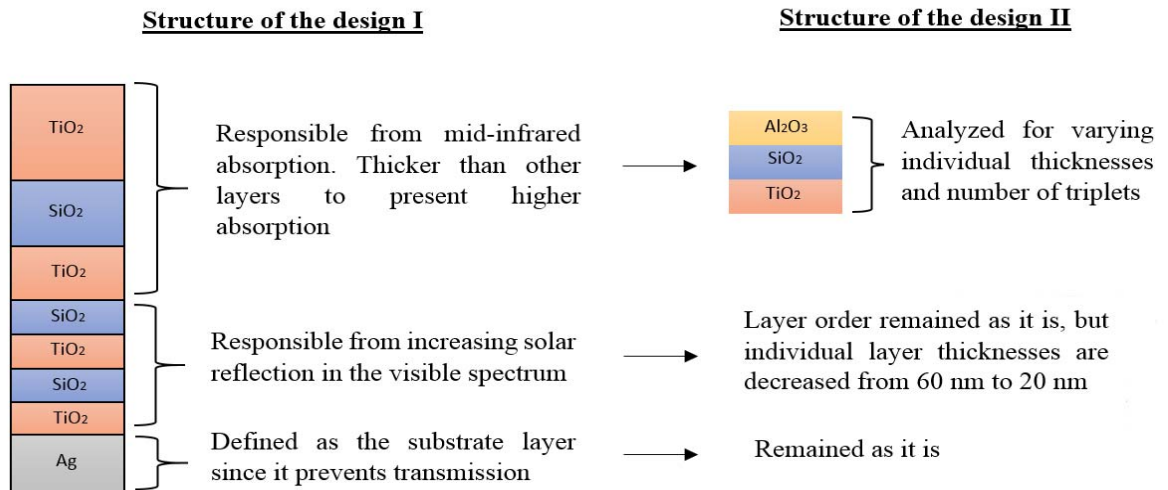 Structure of the design I
Structure of the design II
TiO₂
SiO₂
TiO₂
SiO₂
TiO₂
SiO₂
TiO₂
Ag
Responsible from mid-infrared
absorption. Thicker than other
layers to present higher
absorption
Al₂O₃
SiO₂
TiO₂
Analyzed for varying
individual thicknesses
and number of triplets
Responsible from increasing solar
reflection in the visible spectrum
Layer order remained as it is, but
individual layer thicknesses are
decreased from 60 nm to 20 nm
Defined as the substrate layer
since it prevents transmission
Remained as it is